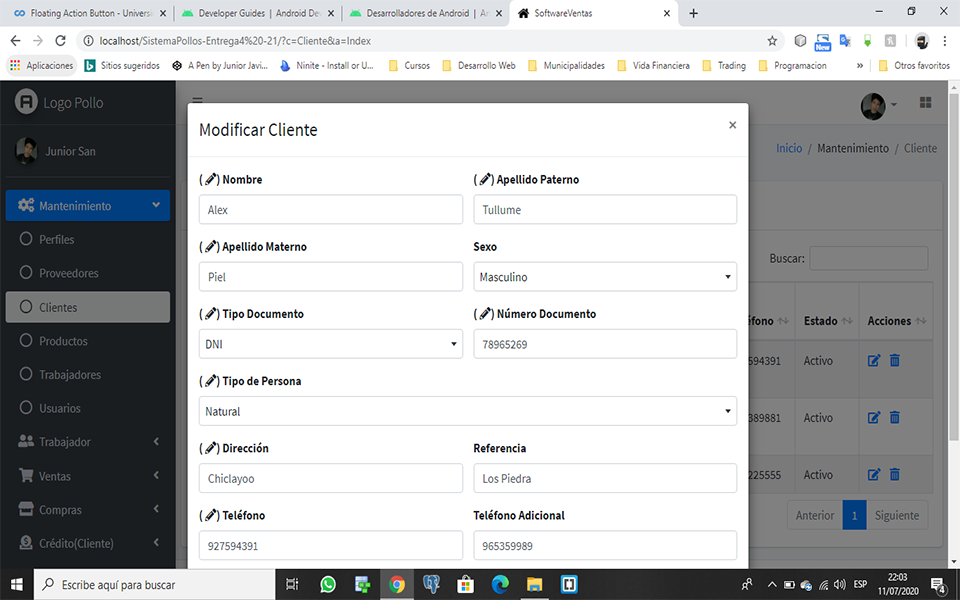 Floating Action Button - Universi
Developer Guides | Android De
Desarrolladores de Android | An
SoftwareVentas
localhost/SistemaPollos-Entrega4%20-21/?c=Cliente&a=Index
New
Aplicaciones
Sitios sugeridos
A Pen by Junior Javi...
Ninite - Install or U...
Cursos
Desarrollo Web
Municipalidades
Vida Financiera
Trading
Programacion
»
Otros favoritos
Logo Pollo
Junior San
Mantenimiento
Perfiles
Proveedores
Clientes
Productos
Trabajadores
Usuarios
Trabajador
Ventas
Compras
Crédito(Cliente)
Inicio / Mantenimiento / Cliente
Buscar:
éfono Estado Acciones
594391 Activo
389881 Activo
225555 Activo
Anterior 1 Siguiente
Modificar Cliente ×
( ) Nombre
Alex
( ) Apellido Paterno
Tullume
( ) Apellido Materno
Piel
Sexo
Masculino
( ) Tipo Documento
DNI
( ) Número Documento
78965269
( ) Tipo de Persona
Natural
( ) Dirección
Chiclayoo
Referencia
Los Piedra
( ) Teléfono
927594391
Teléfono Adicional
965359989
Escribe aquí para buscar
ESP
22:03
11/07/2020
4